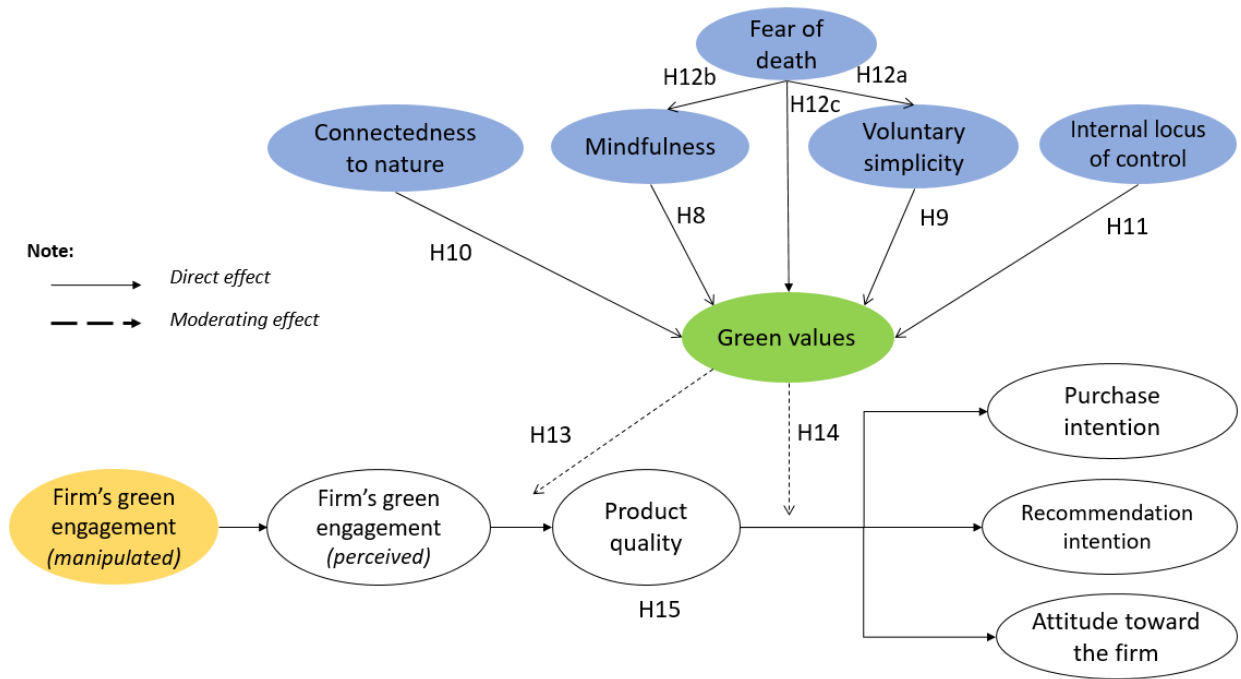 Fear of
death
H12b
H12a
H12c
Connectedness
to nature
Mindfulness
Voluntary
simplicity
Internal locus
of control
H10
H8
H9
H11
Note:
Direct effect
Moderating effect
Green values
H13
H14
Purchase
intention
Firm’s green
engagement
(manipulated)
Firm’s green
engagement
(perceived)
Product
quality
H15
Recommendation
intention
Attitude toward
the firm